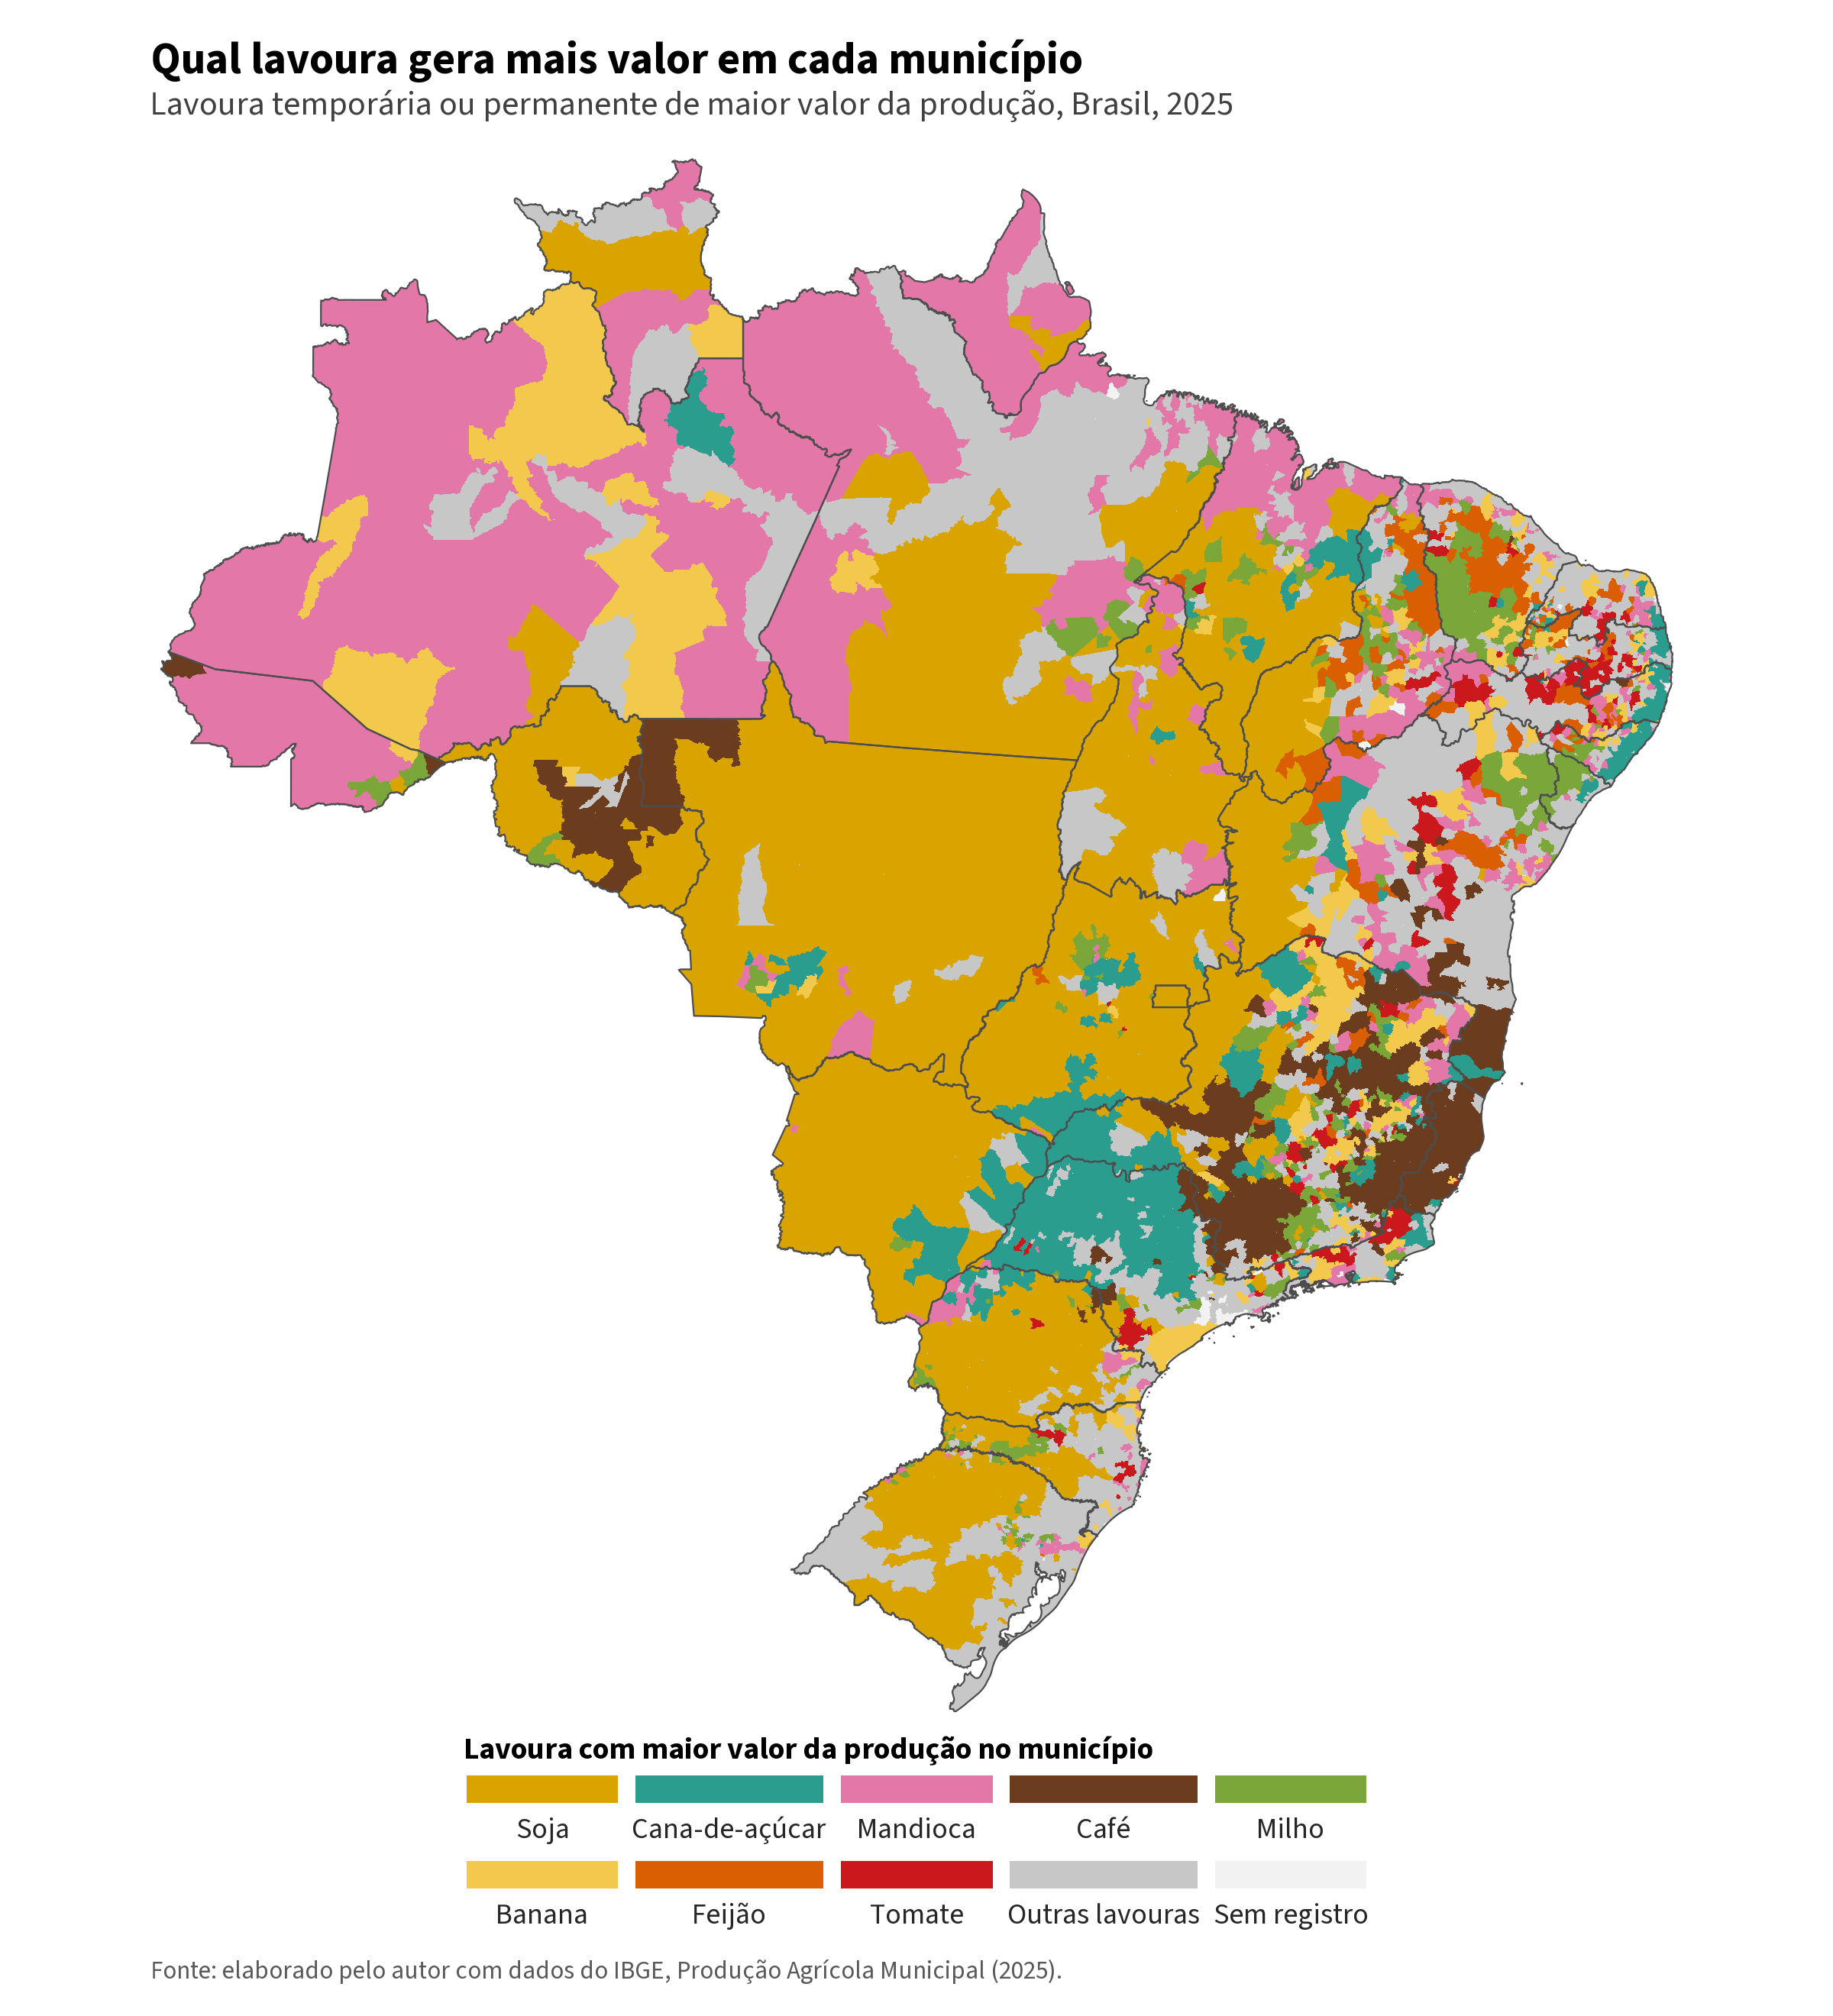 Qual lavoura gera mais valor em cada município
Lavoura temporária ou permanente de maior valor da produção, Brasil, 2025
Lavoura com maior valor da produção no município
Soja Cana-de-açúcar Mandioca Café Milho
Banana Feijão Tomate Outras lavouras Sem registro
Fonte: elaborado pelo autor com dados do IBGE, Produção Agrícola Municipal (2025).